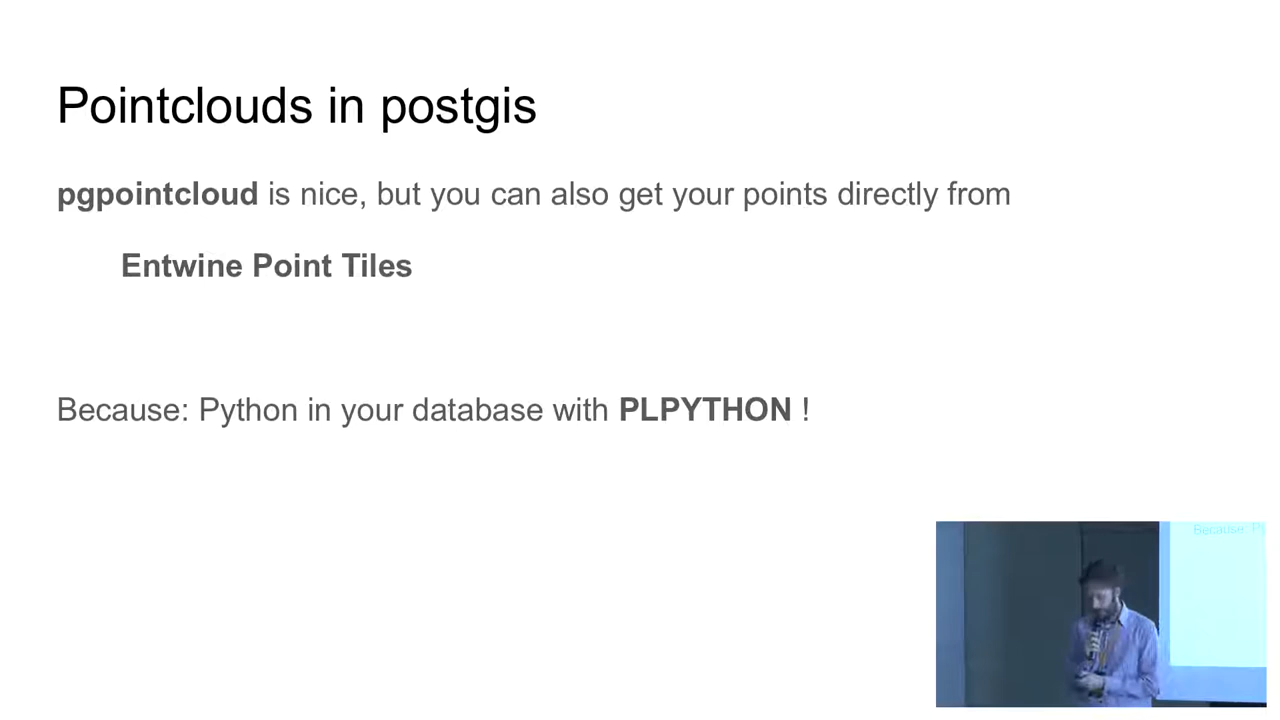 Pointclouds in postgis
pgpointcloud is nice, but you can also get your points directly from
Entwine Point Tiles
Because: Python in your database with PLPYTHON !
Because: P